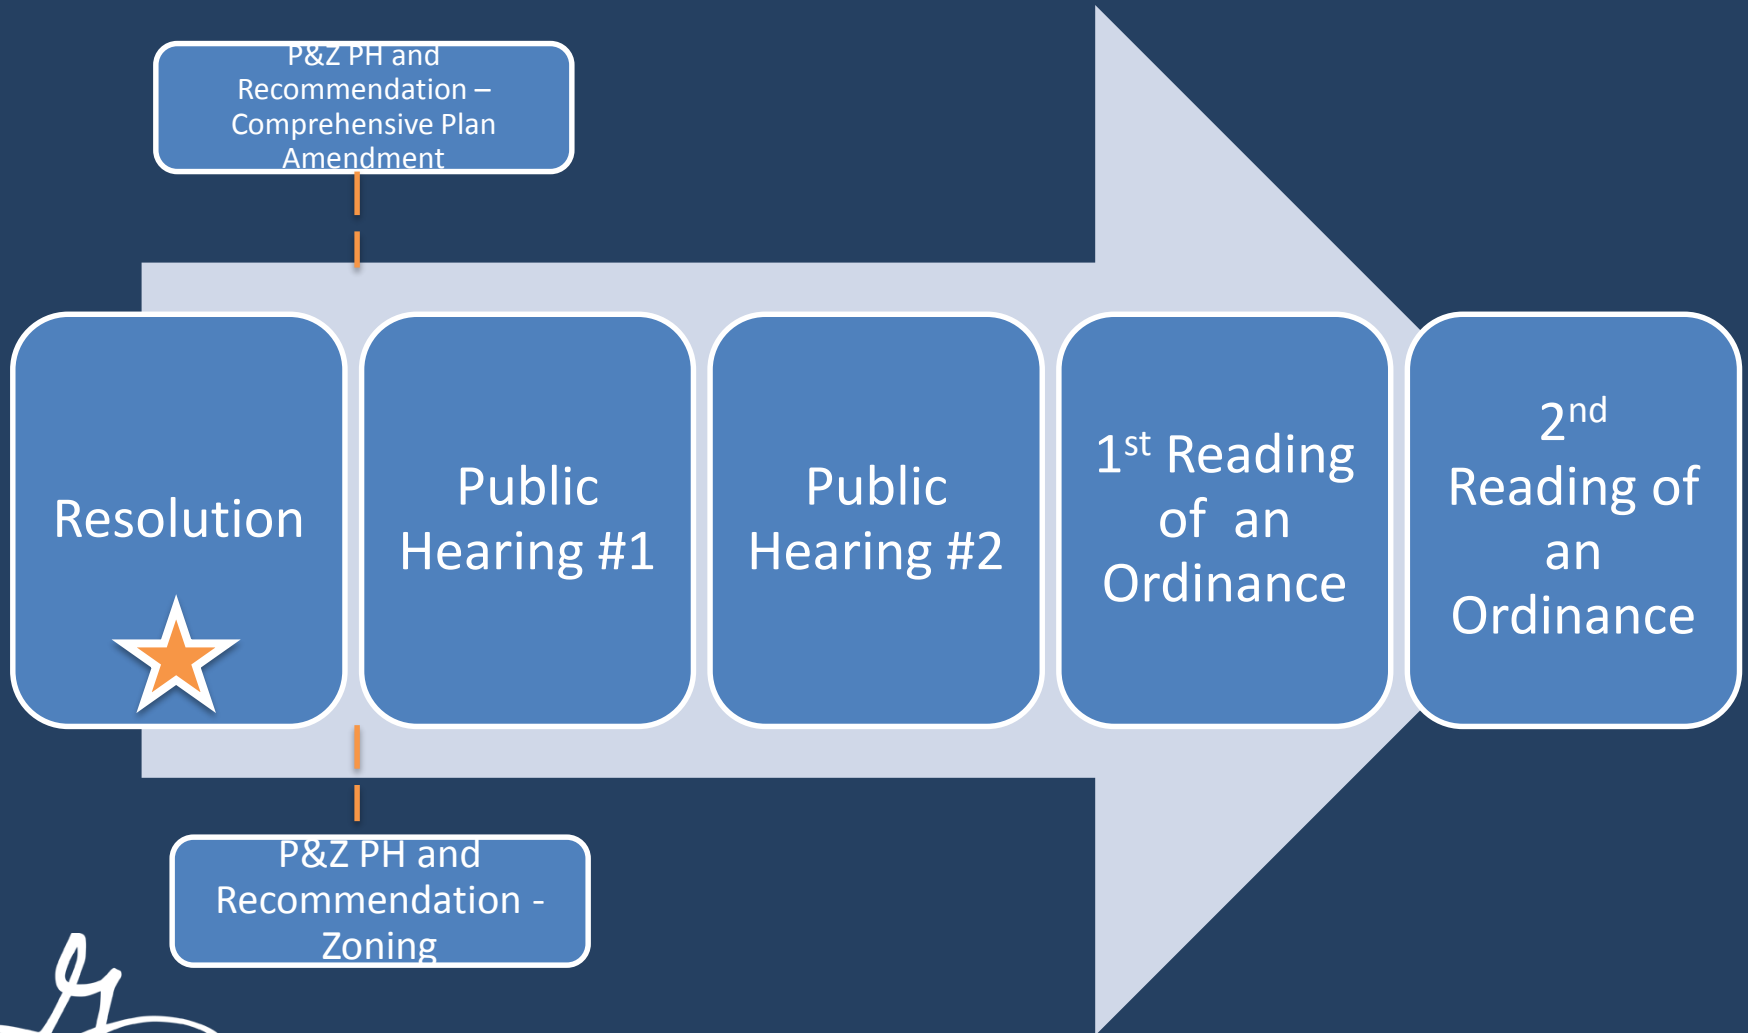 P&Z PH and
Recommendation –
Comprehensive Plan
Amendment
Resolution
Public
Hearing #1
Public
Hearing #2
1st Reading
of an
Ordinance
2nd
Reading of
an
Ordinance
P&Z PH and
Recommendation -
Zoning